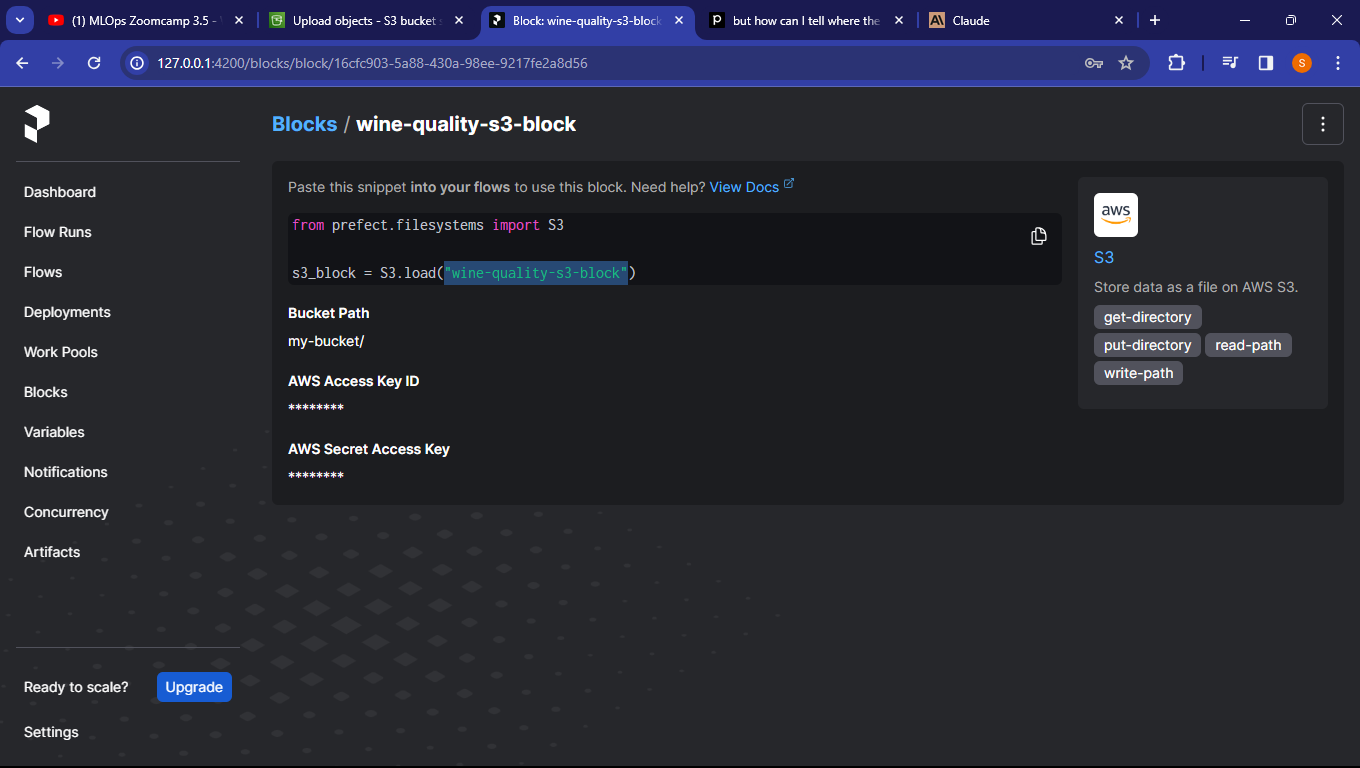 (1) MLOps Zoomcamp 3.5 -
Upload objects - S3 bucket
Block: wine-quality-s3-block
but how can I tell where the
Claude
127.0.0.1:4200/blocks/block/16cfc903-5a88-430a-98ee-9217fe2a8d56
S
Blocks / wine-quality-s3-block
Dashboard
Flow Runs
Flows
Deployments
Work Pools
Blocks
Variables
Notifications
Concurrency
Artifacts
Ready to scale?
Upgrade
Settings
Paste this snippet into your flows to use this block. Need help? View Docs
from prefect.filesystems import S3
s3_block = S3.load("wine-quality-s3-block")
Bucket Path
my-bucket/
AWS Access Key ID
********
AWS Secret Access Key
********
aws
S3
Store data as a file on AWS S3.
get-directory
put-directory read-path
write-path